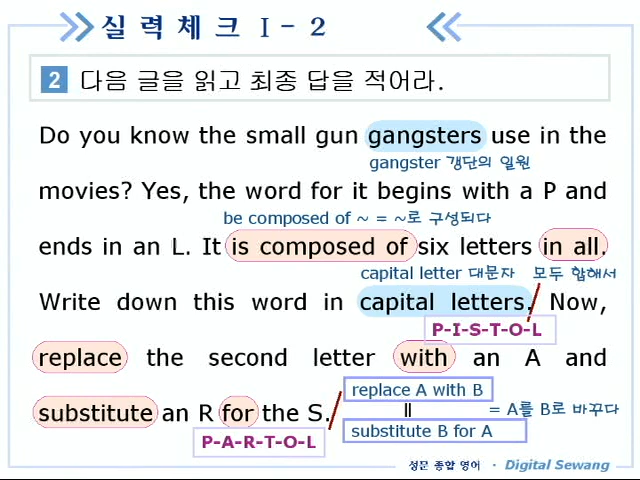 실 력 체 크 Ⅰ - 2
2 다음 글을 읽고 최종 답을 적어라.
Do you know the small gun gangsters use in the
gangster 갱단의 일원
movies? Yes, the word for it begins with a P and
be composed of ~ = ~로 구성되다
ends in an L. It is composed of six letters in all.
capital letter 대문자 모두 합해서
Write down this word in capital letters. / Now,
P-I-S-T-O-L
replace the second letter with an A and
replace A with B
substitute an R for the S. / = A를 B로 바꾸다
substitute B for A
P-A-R-T-O-L
정문 종합 영어 · Digital Sewang